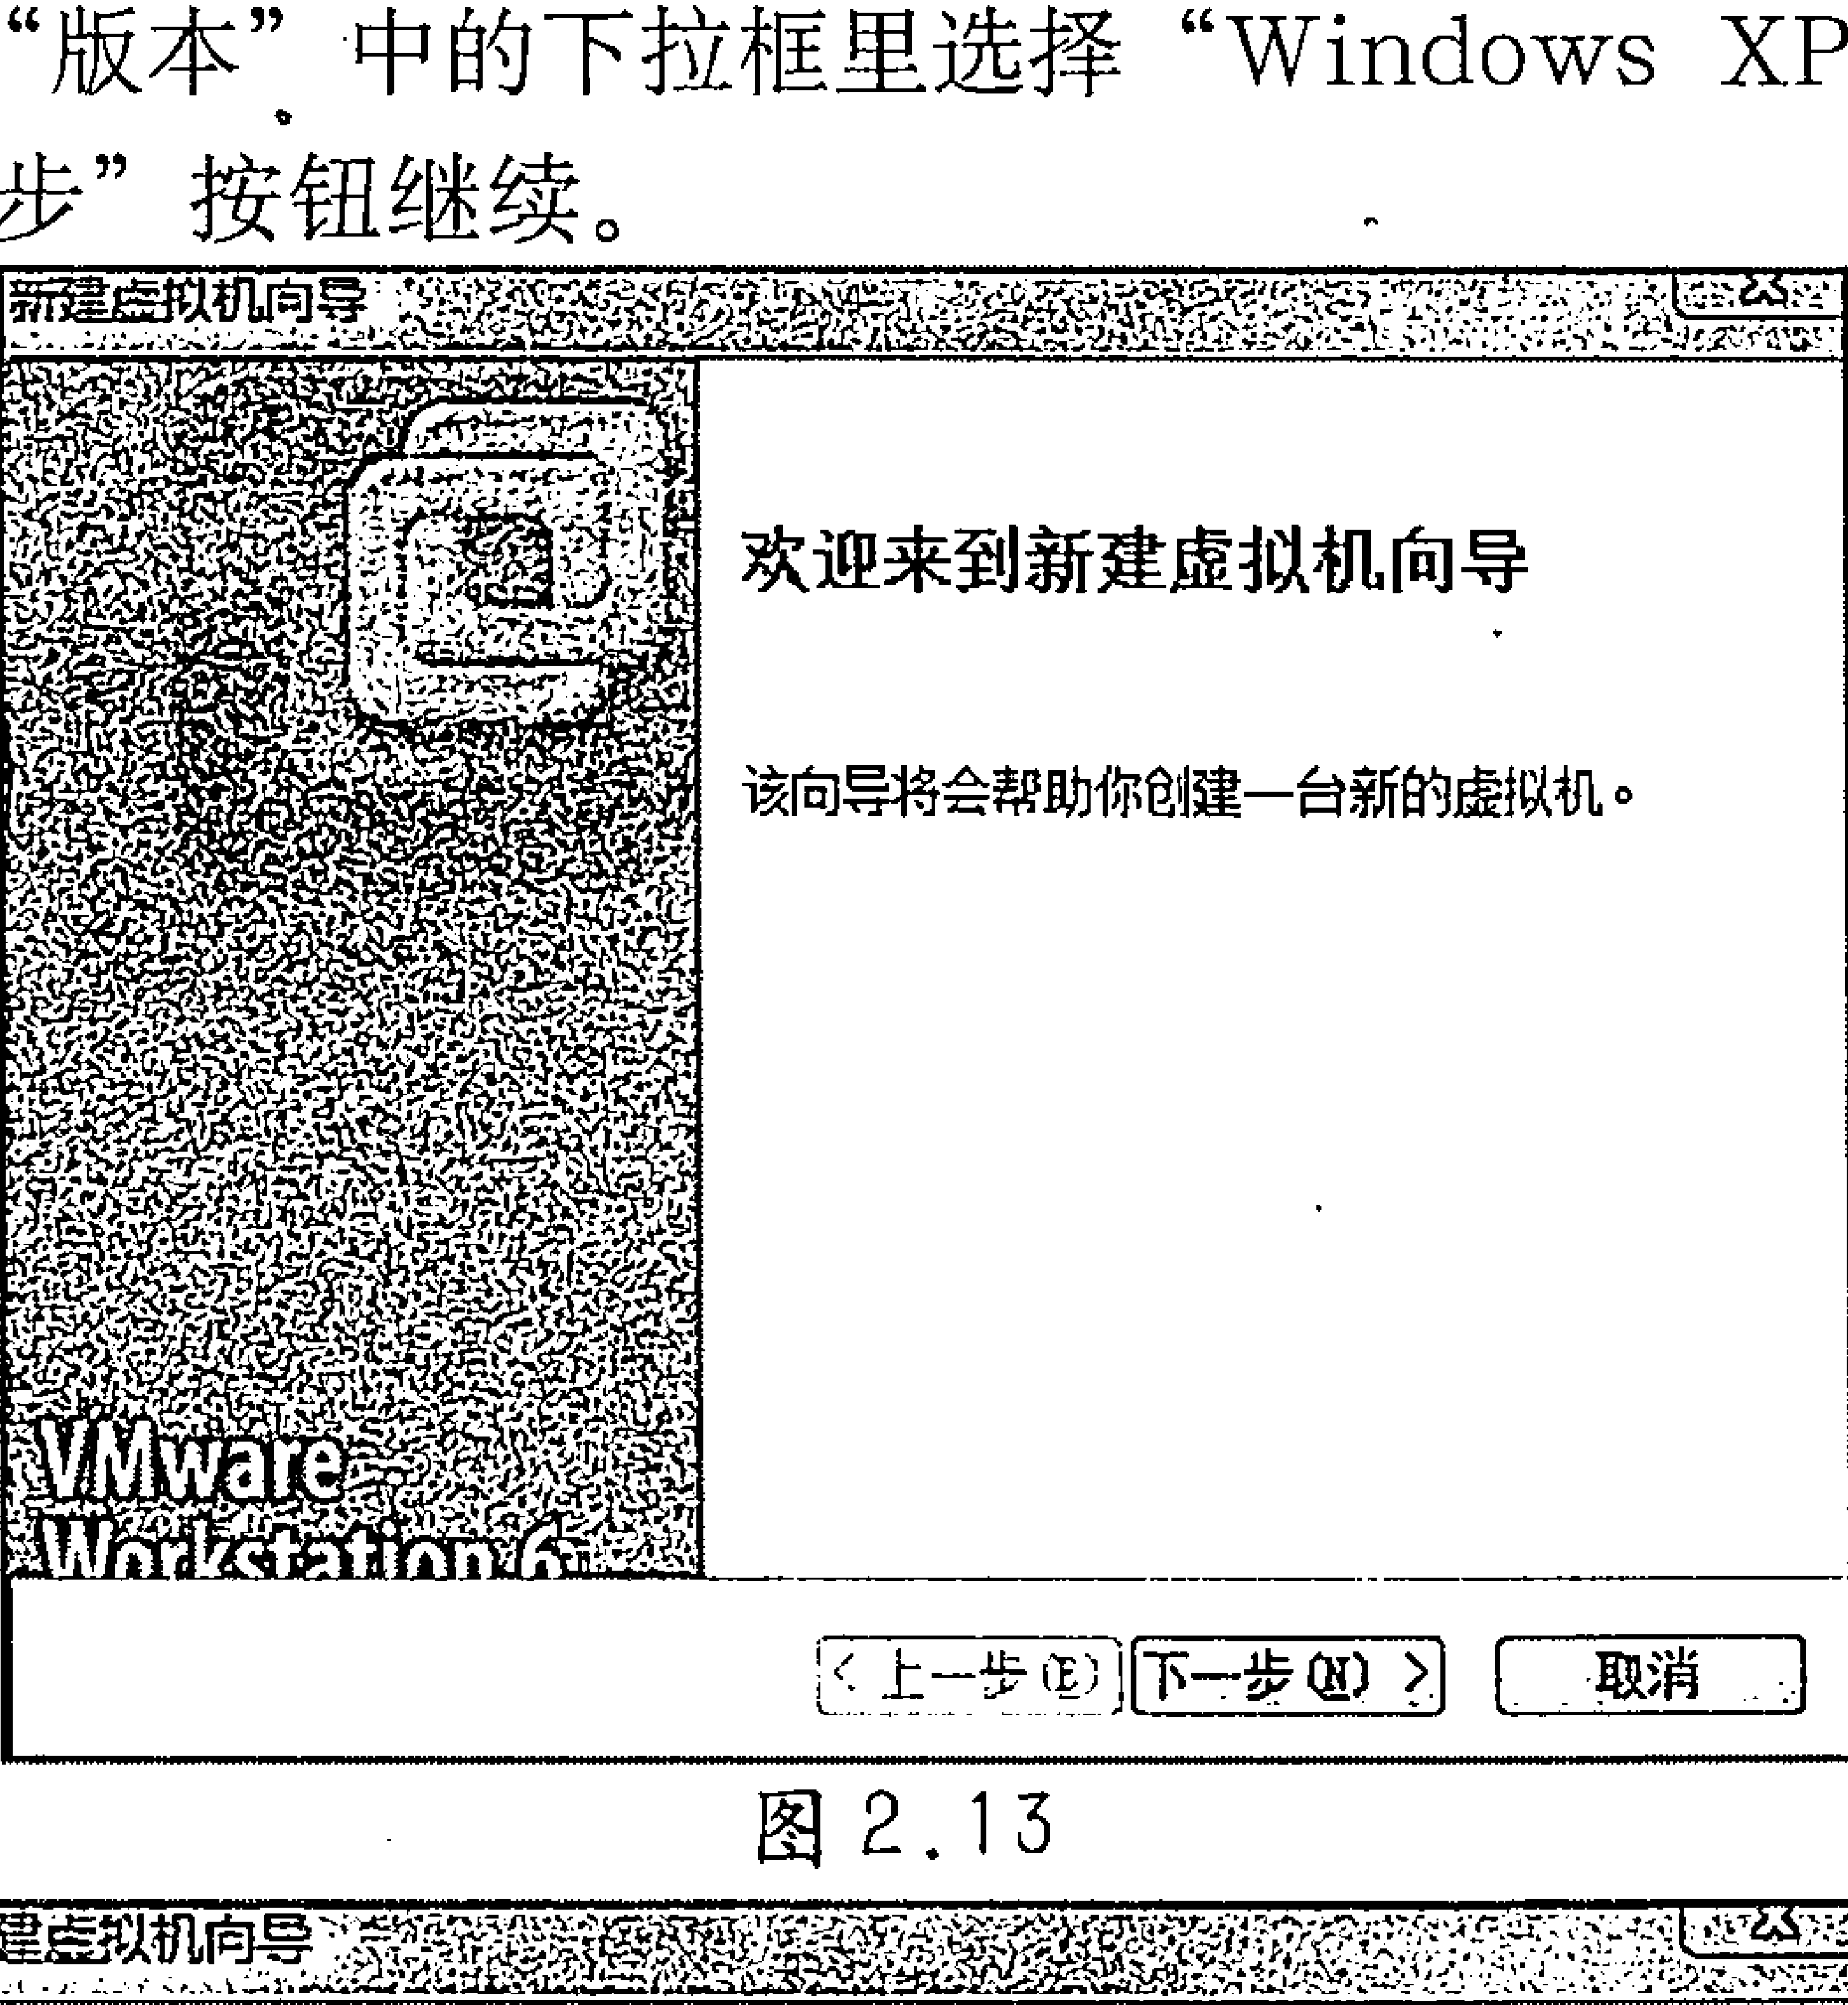 “版本” 中的下拉框里选择 “Windows XP
步” 按钮继续。
新建虚拟机向导
欢迎来到新建虚拟机向导
该向导将会帮助你创建一台新的虚拟机。
VMware
Workstation 6
< 上一步(B) 下一步(N) > 取消
图 2.13
建虚拟机向导